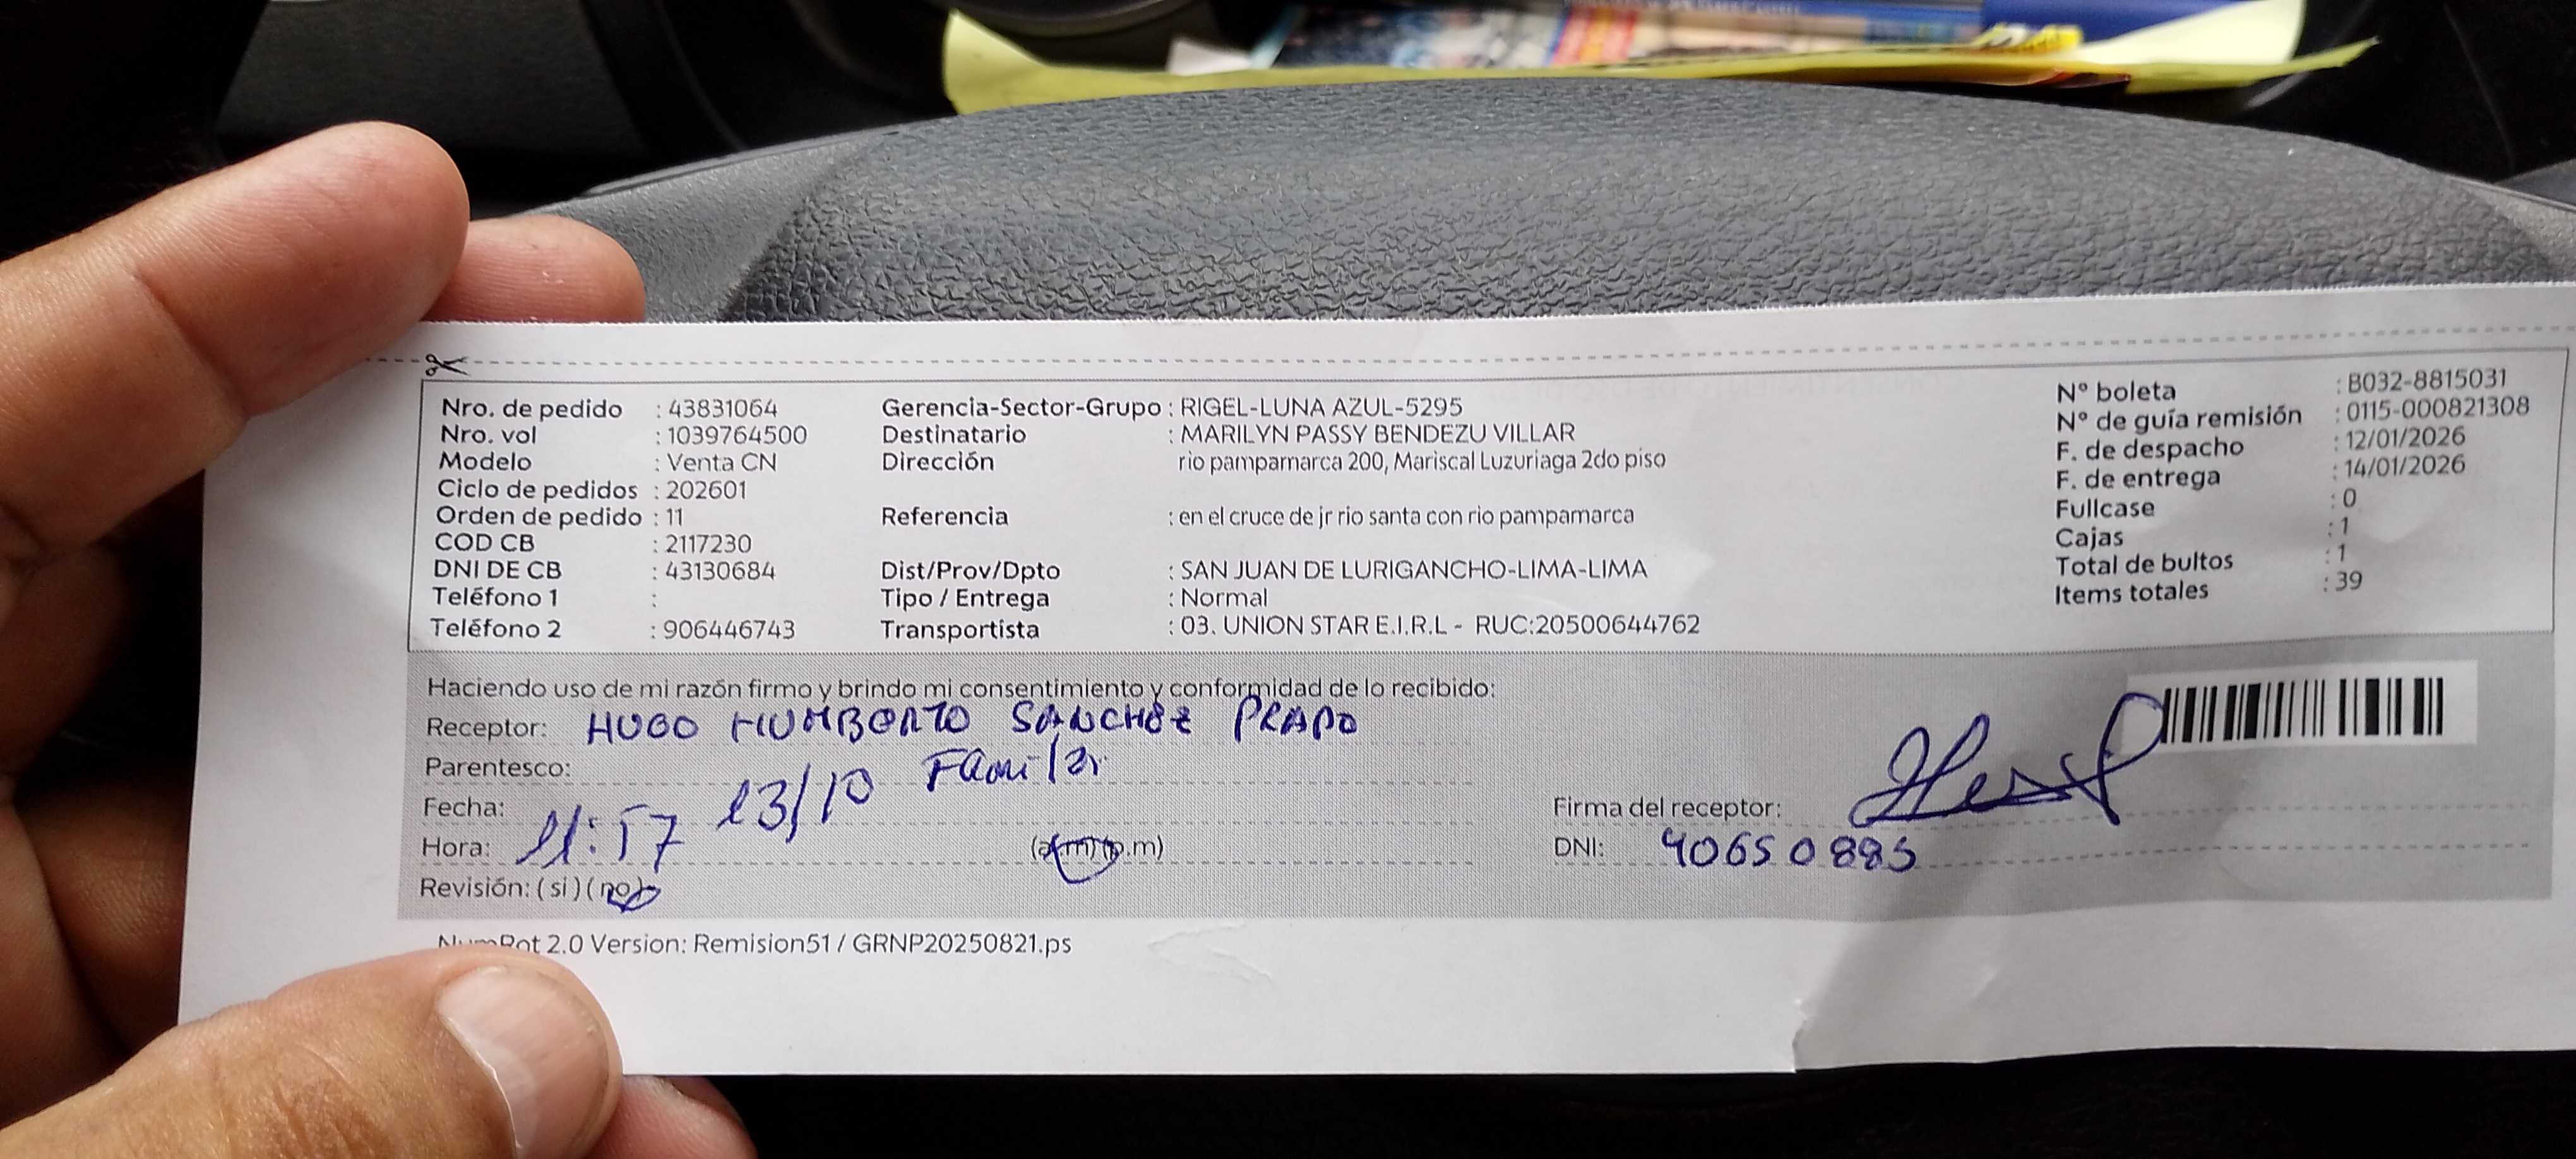 Nro. de pedido : 43831064
Nro. vol : 1039764500
Modelo : Venta CN
Ciclo de pedidos : 202601
Orden de pedido : 11
COD CB : 2117230
DNI DE CB : 43130684
Teléfono 1 :
Teléfono 2 : 906446743
Gerencia-Sector-Grupo : RIGEL-LUNA AZUL-5295
Destinatario : MARILYN PASSY BENDEZU VILLAR
Dirección rio pampamarca 200, Mariscal Luzuriaga 2do piso
Referencia : en el cruce de jr rio santa con rio pampamarca
Dist/Prov/Dpto : SAN JUAN DE LURIGANCHO-LIMA-LIMA
Tipo / Entrega : Normal
Transportista : 03. UNION STAR E.I.R.L - RUC:20500644762
N° boleta : B032-8815031
N° de guía remisión : 0115-000821308
F. de despacho : 12/01/2026
F. de entrega : 14/01/2026
Fullcase : 0
Cajas : 1
Total de bultos : 1
Items totales : 39
Haciendo uso de mi razón firmo y brindo mi consentimiento y conformidad de lo recibido:
Receptor: HUGO HUMBERTO SANCHEZ PRADO
Parentesco: Familiar
Fecha: 13/10
Hora: 11:57 (a.m) (p.m)
Revisión: (si) (no)
Firma del receptor:
DNI: 40650885
2.0 Version: Remision51 / GRNP20250821.ps